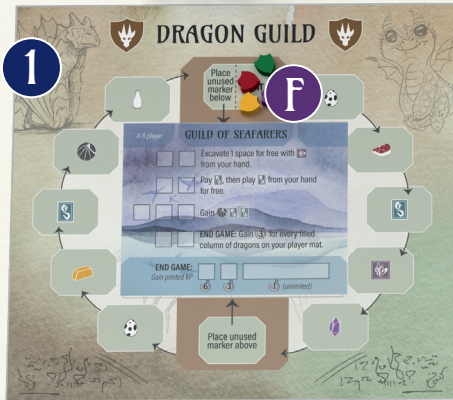 1
DRAGON GUILD
Place
unused
marker
below
F
4-5 player
GUILD OF SEAFARERS
Excavate 1 space for free with
from your hand.
Pay , then play from your hand
for free.
Gain
END GAME: Gain 3 for every filled
column of dragons on your player mat.
END GAME:
Gain printed VP
6 3 1 (unlimited)
Place unused
marker above